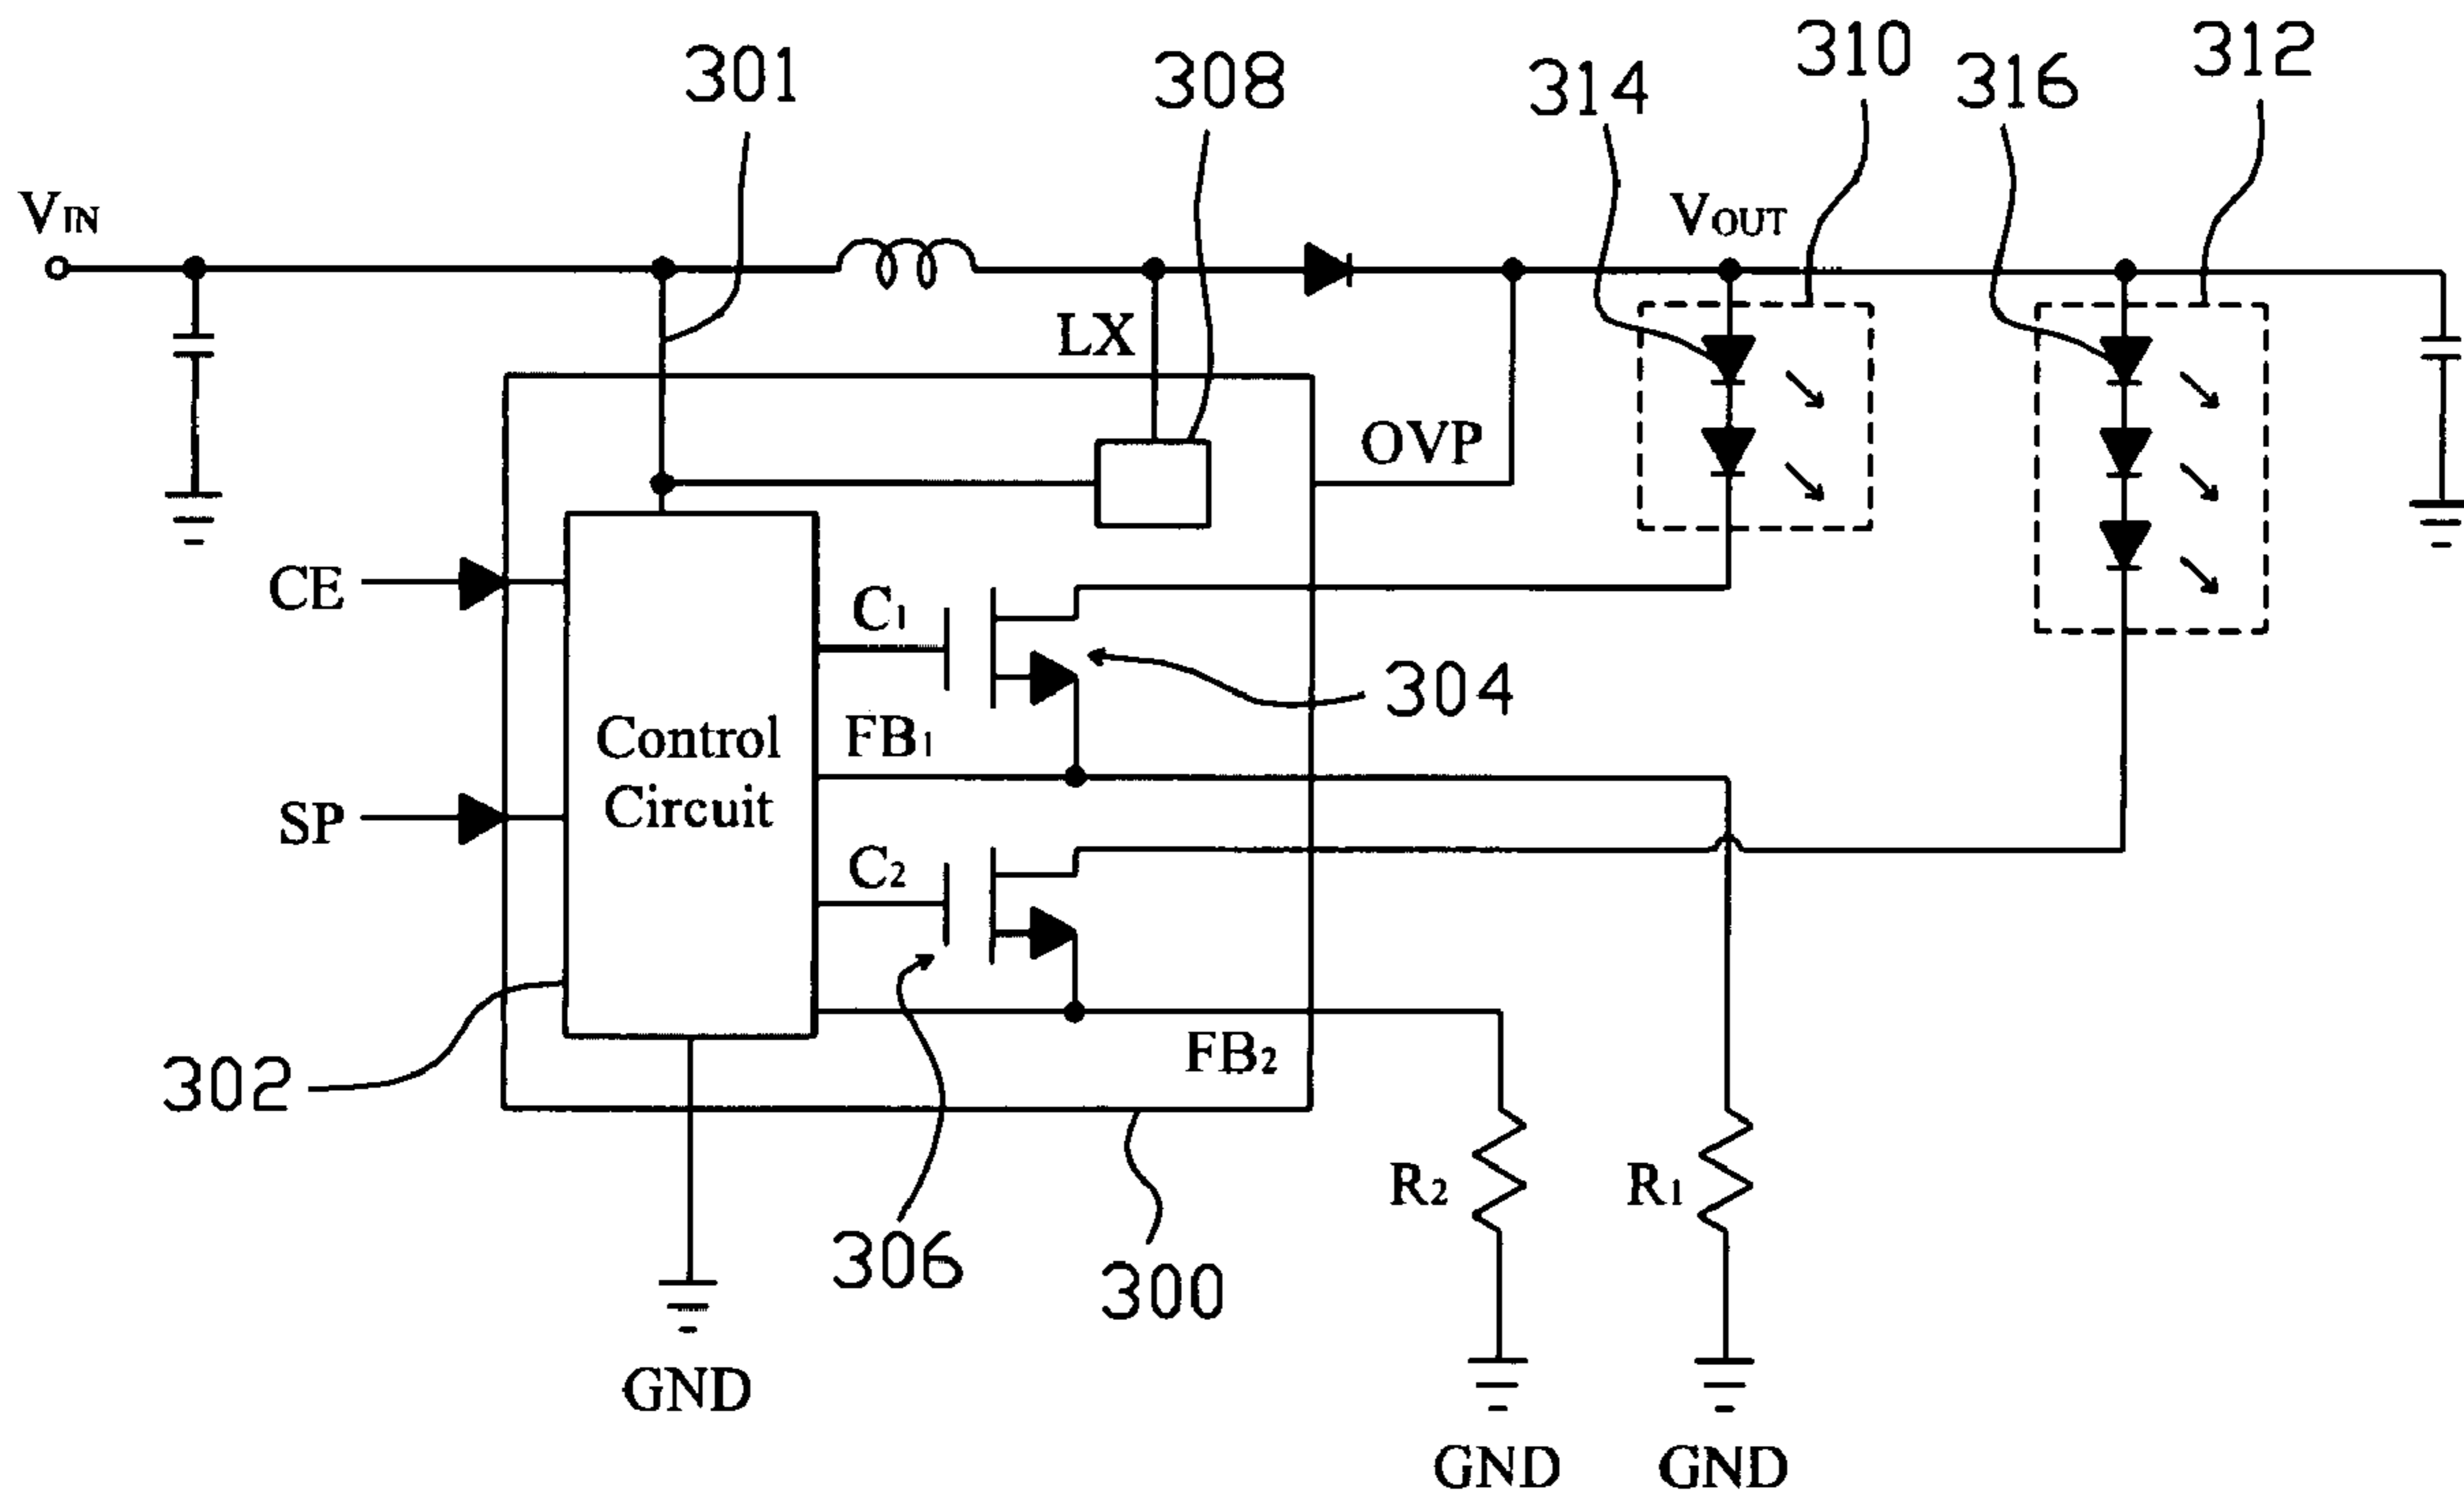 301
308
314
310
316
312
VIN
VOUT
LX
OVP
CE
C1
304
FB1
Control
Circuit
SP
C2
FB2
302
R2
R1
306
300
GND
GND
GND